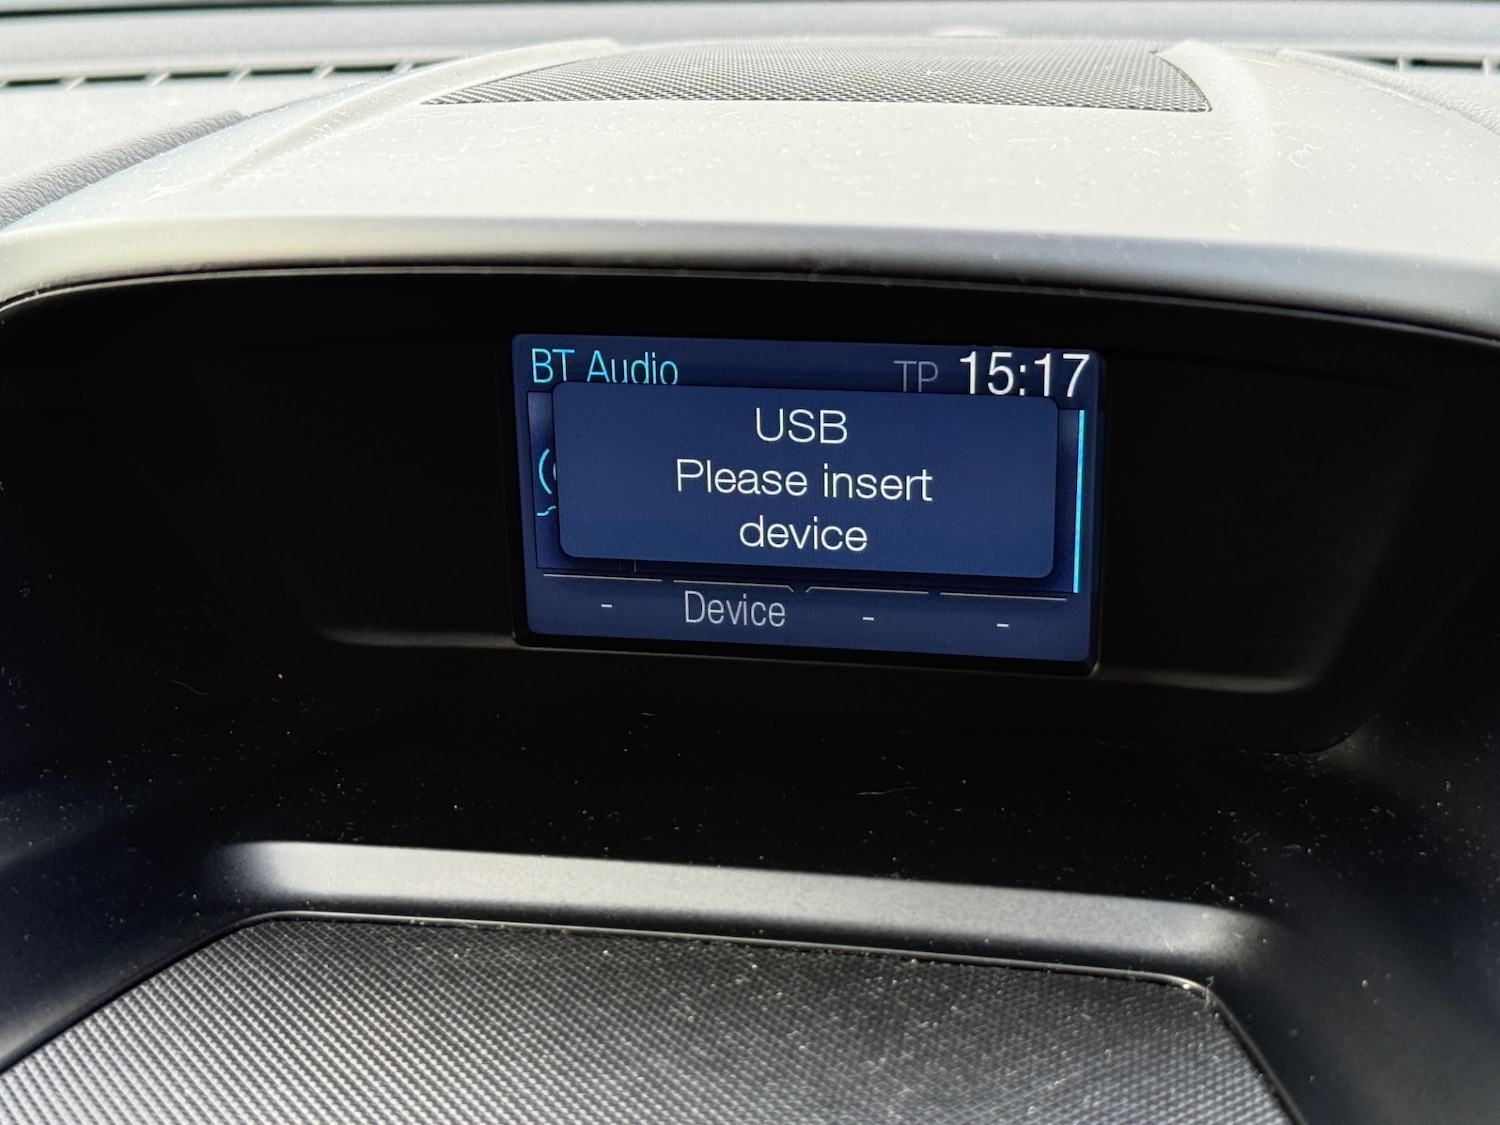 BT Audio TP 15:17
USB
Please insert
device
- Device - -